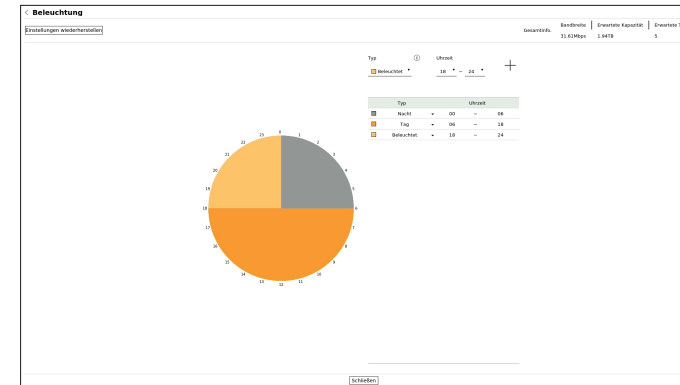 < Beleuchtung
Einstellungen wiederherstellen
Gesamtinfo.
Bandbreite
Erwartete Kapazität
31.61Mbps
1.94TB
5
Typ
Uhrzeit
Beleuchtet
18 – 24
Typ Uhrzeit
Nacht 00 – 06
Tag 06 – 18
Beleuchtet 18 – 24
0
1
2
3
4
5
6
7
8
9
10
11
12
13
14
15
16
17
18
19
20
21
22
23
Schließen